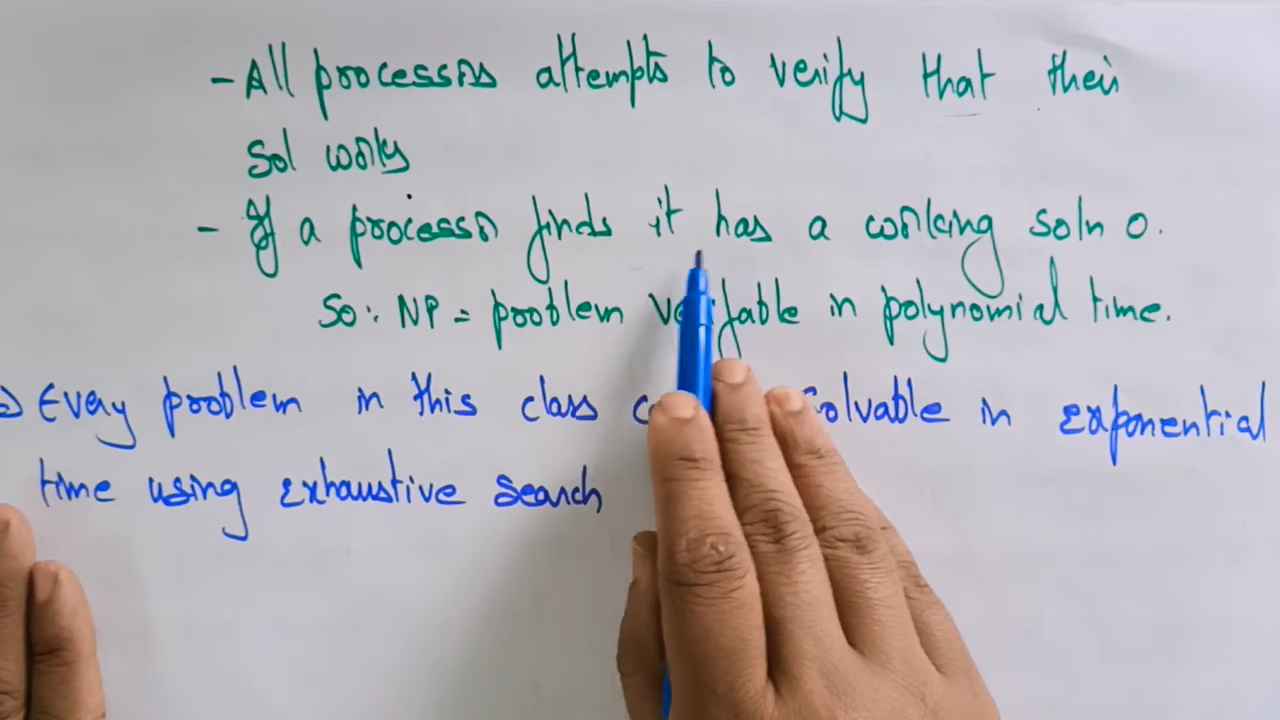 - All processors attempts to verify that their
sol works
- If a processor finds it has a working soln o.
So: NP = problem verifiable in polynomial time.
Every problem in this class solvable in exponential
time using exhaustive search